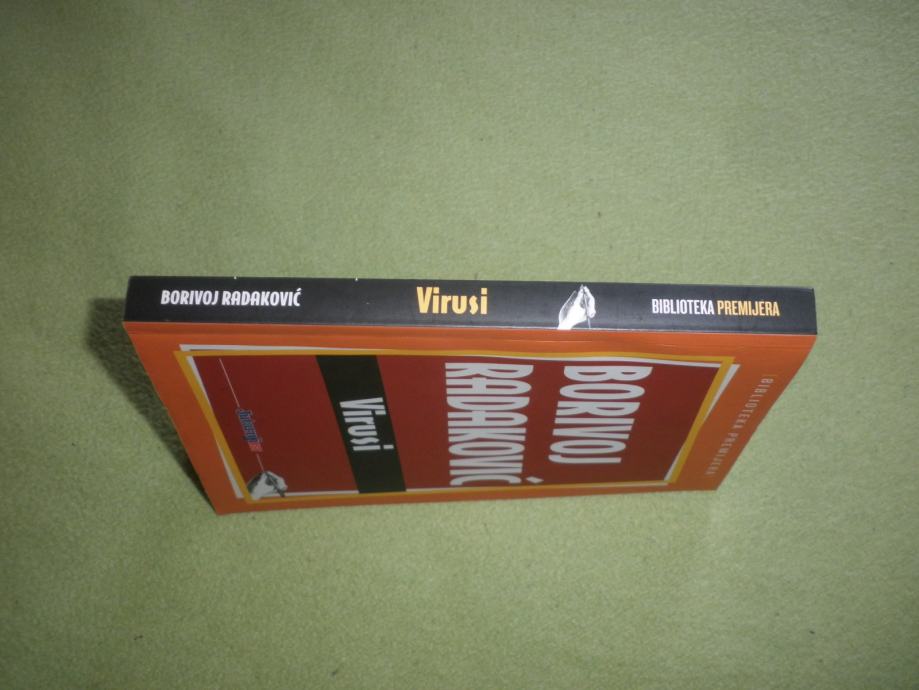 BORIVOJ RADAKOVIĆ
Virusi
BIBLIOTEKA PREMIJERA
BIBLIOTEKA PREMIJERA
BORIVOJ
RADAKOVIĆ
Virusi